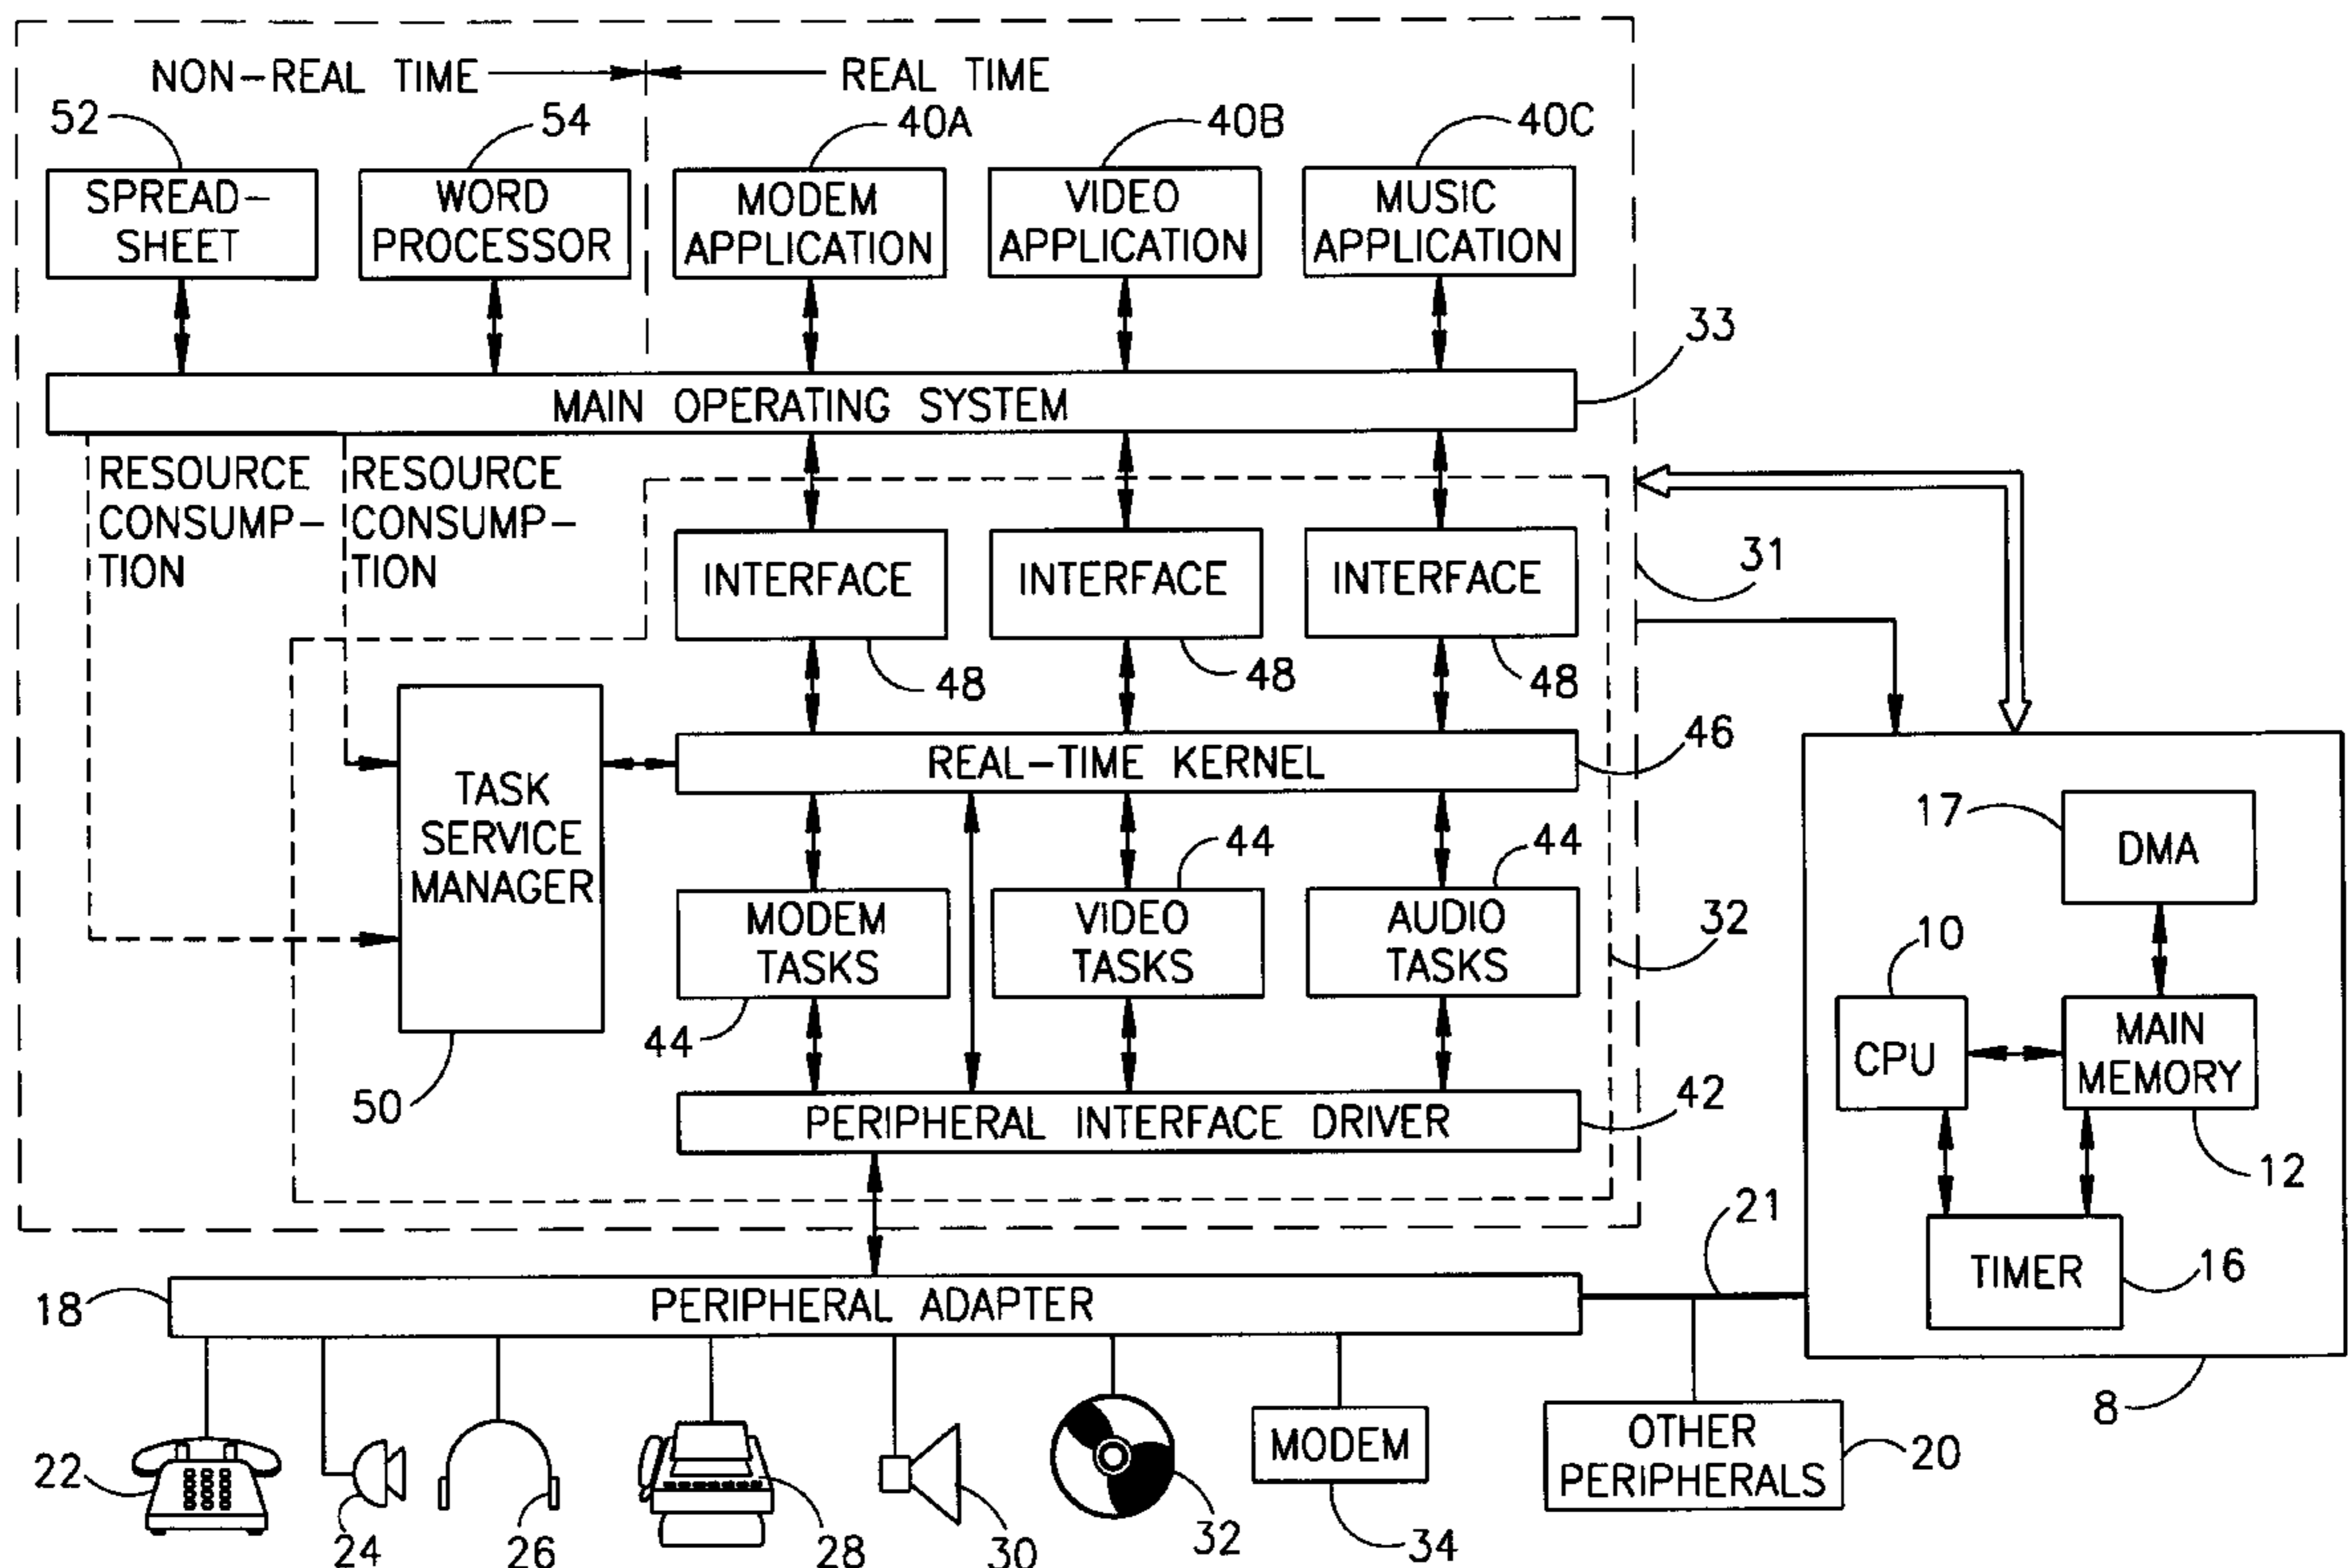 NON-REAL TIME
REAL TIME
52
54
40A
40B
40C
SPREAD-
SHEET
WORD
PROCESSOR
MODEM
APPLICATION
VIDEO
APPLICATION
MUSIC
APPLICATION
33
MAIN OPERATING SYSTEM
RESOURCE
CONSUMP-
TION
RESOURCE
CONSUMP-
TION
INTERFACE
INTERFACE
INTERFACE
31
48
48
48
46
REAL-TIME KERNEL
TASK
SERVICE
MANAGER
17
DMA
44
44
MODEM
TASKS
VIDEO
TASKS
AUDIO
TASKS
32
10
CPU
MAIN
MEMORY
44
50
42
PERIPHERAL INTERFACE DRIVER
12
21
TIMER
16
18
PERIPHERAL ADAPTER
8
MODEM
OTHER
PERIPHERALS
20
22
24
26
28
30
32
34